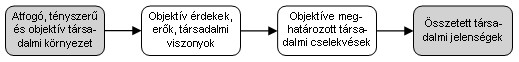 Átfogó, tényszerű
és objektív társa-
dalmi környezet
Objektív érdekek,
erők, társadalmi
viszonyok
Objektíve meg-
határozott társa-
dalmi cselekvések
Összetett társa-
dalmi jelenségek